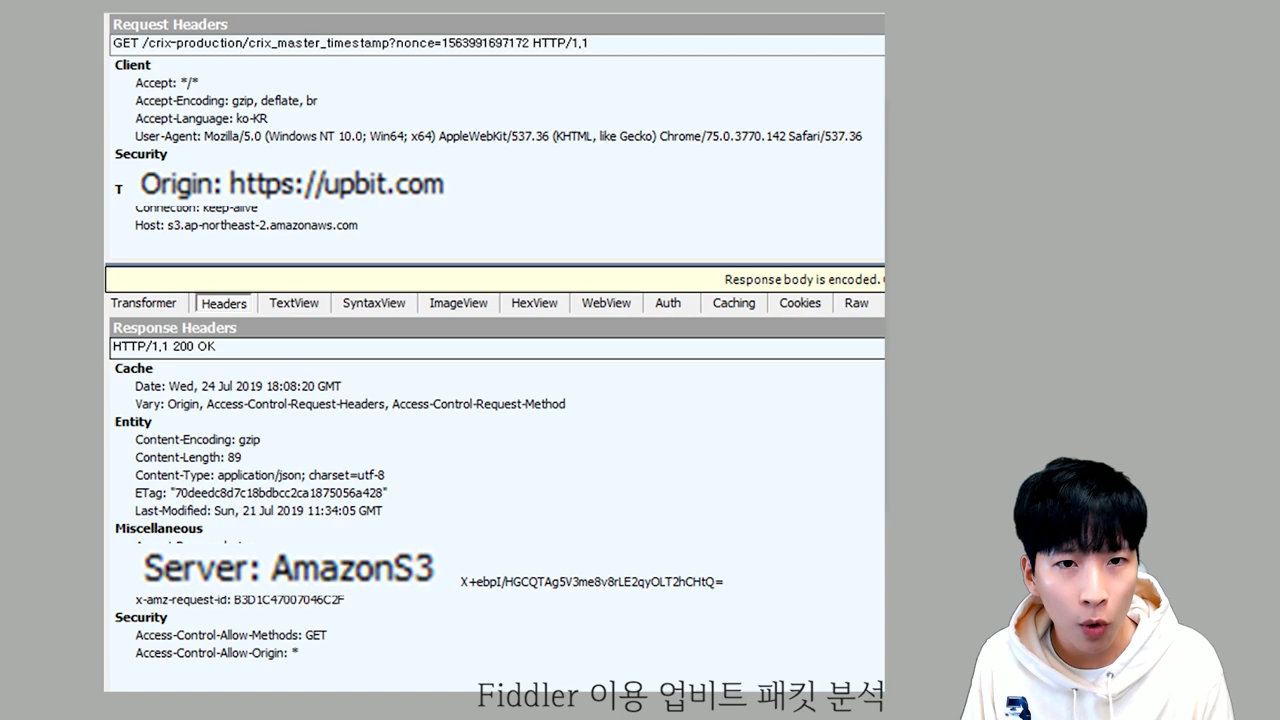 Request Headers
GET /crix-production/crix_master_timestamp?nonce=1563991697172 HTTP/1.1
Client
Accept: */*
Accept-Encoding: gzip, deflate, br
Accept-Language: ko-KR
User-Agent: Mozilla/5.0 (Windows NT 10.0; Win64; x64) AppleWebKit/537.36 (KHTML, like Gecko) Chrome/75.0.3770.142 Safari/537.36
Security
T Origin: https://upbit.com
Connection: keep-alive
Host: s3.ap-northeast-2.amazonaws.com
Response body is encoded.
Transformer Headers TextView SyntaxView ImageView HexView WebView Auth Caching Cookies Raw
Response Headers
HTTP/1.1 200 OK
Cache
Date: Wed, 24 Jul 2019 18:08:20 GMT
Vary: Origin, Access-Control-Request-Headers, Access-Control-Request-Method
Entity
Content-Encoding: gzip
Content-Length: 89
Content-Type: application/json; charset=utf-8
ETag: "70deedc8d7c18bdbcc2ca1875056a428"
Last-Modified: Sun, 21 Jul 2019 11:34:05 GMT
Miscellaneous
Server: AmazonS3
X+ebpI/HGCQTAg5V3me8v8rLE2qyOLT2hCHtQ=
x-amz-request-id: B3D1C47007046C2F
Security
Access-Control-Allow-Methods: GET
Access-Control-Allow-Origin: *
Fiddler 이용 업비트 패킷 분석